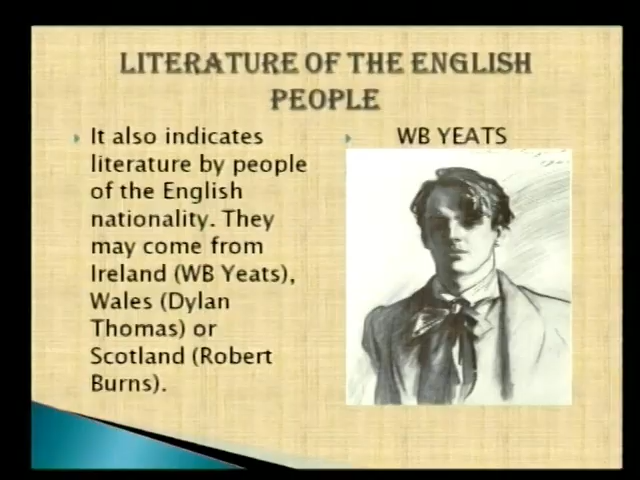 LITERATURE OF THE ENGLISH
PEOPLE
It also indicates
literature by people
of the English
nationality. They
may come from
Ireland (WB Yeats),
Wales (Dylan
Thomas) or
Scotland (Robert
Burns).
WB YEATS